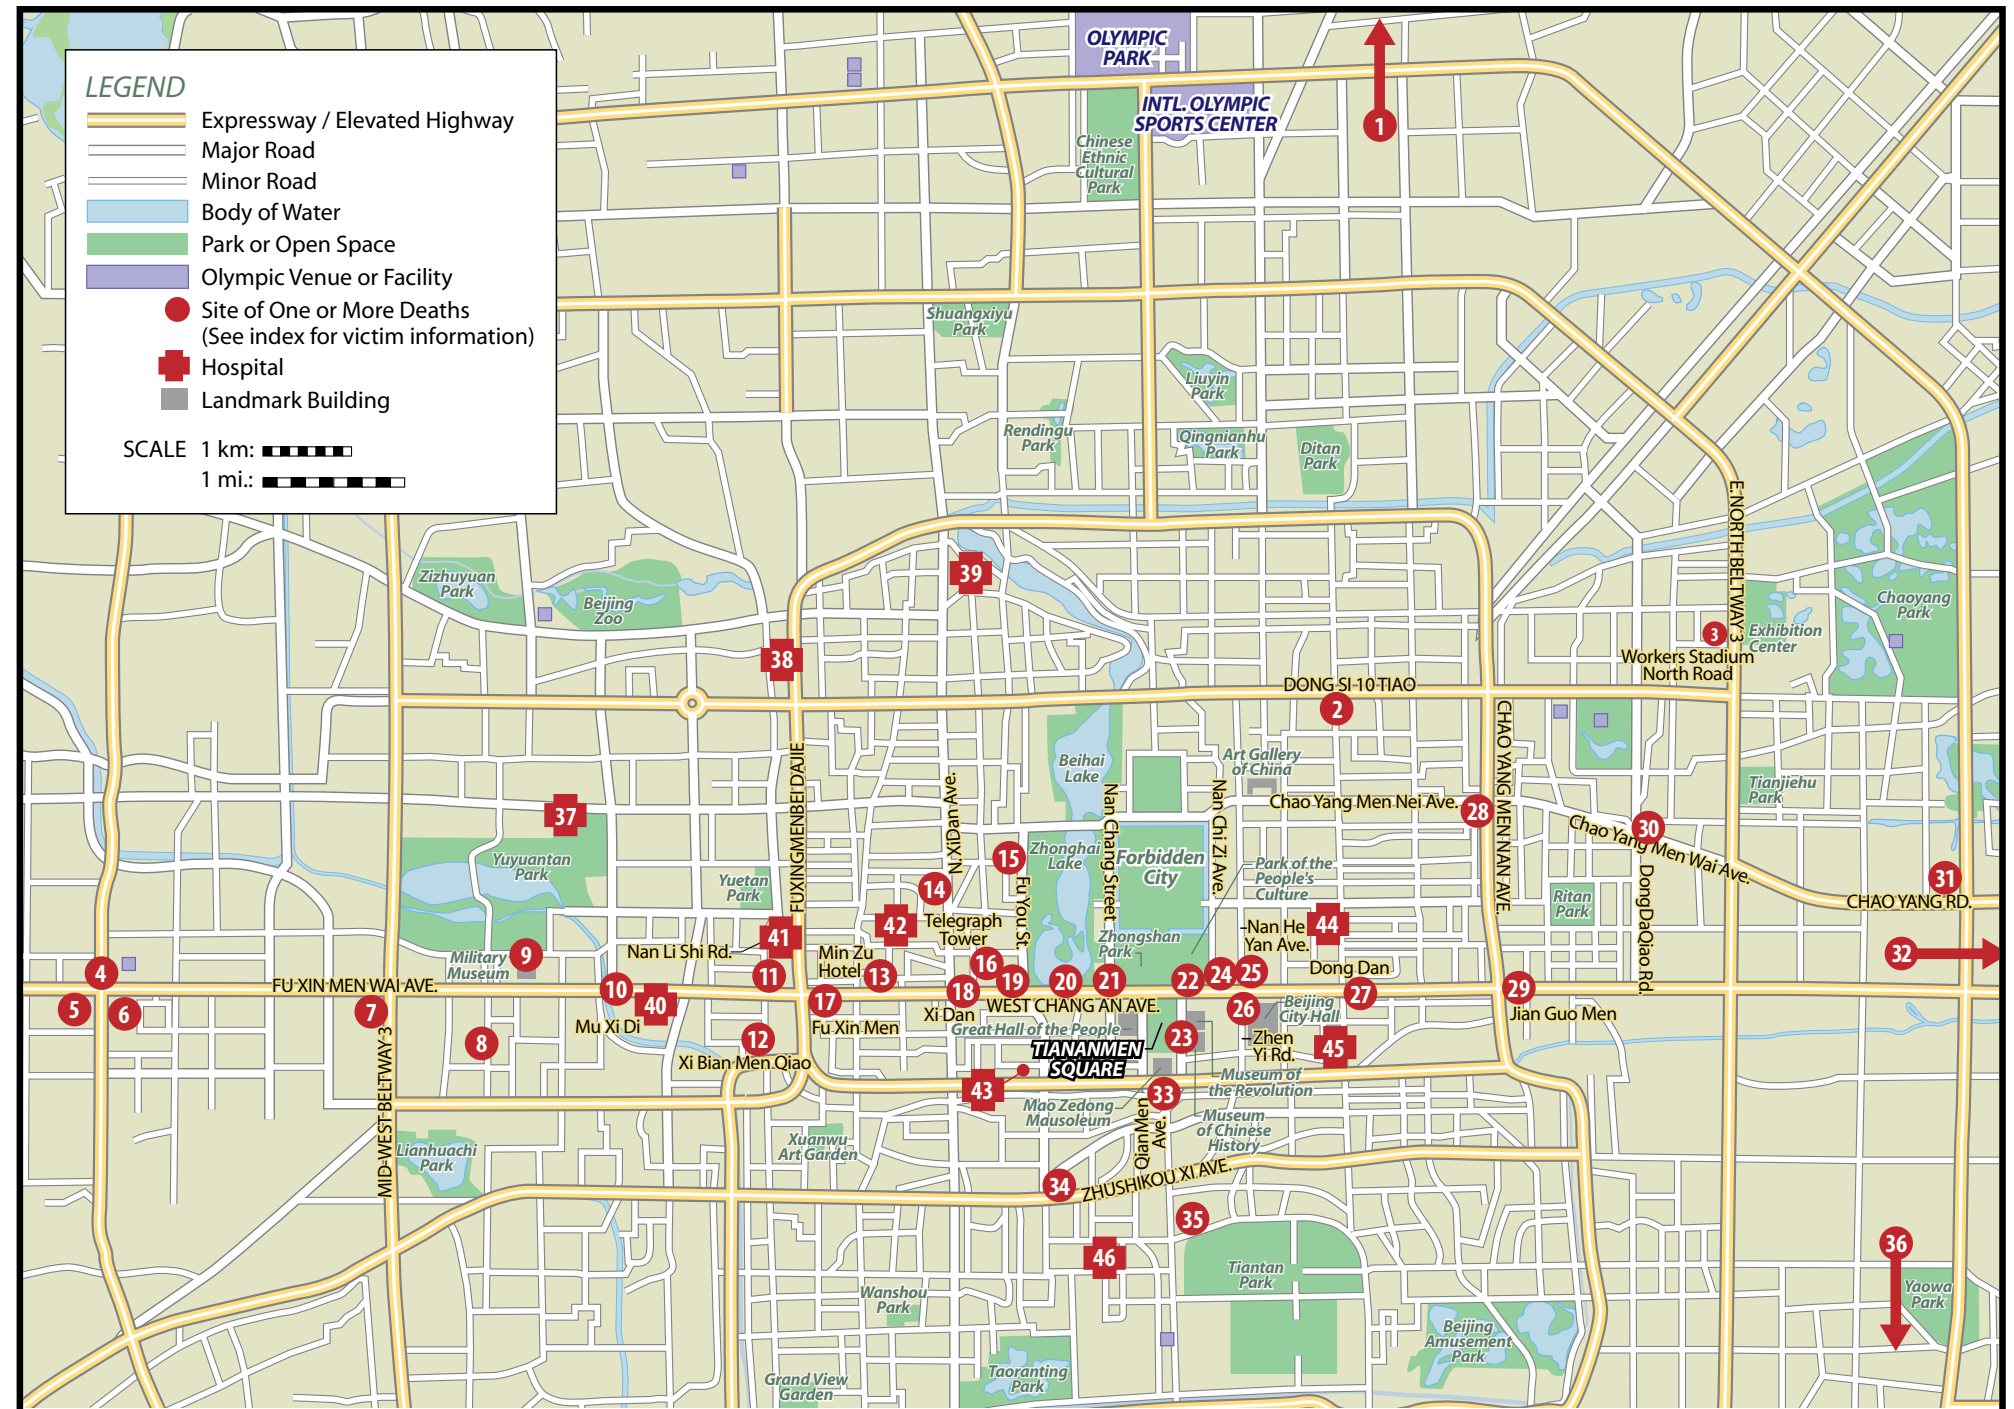 LEGEND
Expressway / Elevated Highway
Major Road
Minor Road
Body of Water
Park or Open Space
Olympic Venue or Facility
Site of One or More Deaths
(See index for victim information)
Hospital
Landmark Building
SCALE 1 km:
1 mi.:
OLYMPIC
PARK
INTL. OLYMPIC
SPORTS CENTER
1
Chinese
Ethnic
Cultural
Park
Shuangxiyu
Park
Liuyin
Park
Rendingu
Park
Qingnianhu
Park
Ditan
Park
E. NORTH BELTWAY 3
Zizhuyuan
Park
Beijing
Zoo
39
38
Chaoyang
Park
3
Exhibition
Center
Workers Stadium
North Road
DONG SI 10 TIAO
2
CHAO YANG MEN NAN AVE.
FUXINGMENBEI DAJIE
Beihai
Lake
Art Gallery
of China
Tianjiehu
Park
N. XiDan Ave.
Nan Chang Street
Nan Chi Zi Ave.
Chao Yang Men Nei Ave.
28
37
30
Chao Yang Men Wai Ave.
Yuyuantan
Park
15
Zhonghai
Lake
Forbidden
City
Park of the
People's
Culture
DongDaQiao Rd.
31
Yuetan
Park
14
Fu You St.
Ritan
Park
CHAO YANG RD.
42
Telegraph
Tower
44
Nan He
Yan Ave.
41
Nan Li Shi Rd.
Zhongshan
Park
32
Military
Museum
9
Min Zu
Hotel
13
16
Dong Dan
4
11
19
20
21
22
24
25
FU XIN MEN WAI AVE.
10
18
27
29
5
6
7
40
17
WEST CHANG AN AVE.
26
Beijing
City Hall
Jian Guo Men
Mu Xi Di
Fu Xin Men
Xi Dan
Great Hall of the People
23
8
12
Zhen
Yi Rd.
45
TIANANMEN
SQUARE
Xi Bian Men Qiao
MID-WEST BELTWAY 3
43
Museum of
the Revolution
33
Mao Zedong
Mausoleum
QianMen
Ave.
Museum
of Chinese
History
Xuanwu
Art Garden
Lianhuachi
Park
34
ZHUSHIKOU XI AVE.
35
36
46
Tiantan
Park
Wanshou
Park
Yaowa
Park
Beijing
Amusement
Park
Taoranting
Park
Grand View
Garden